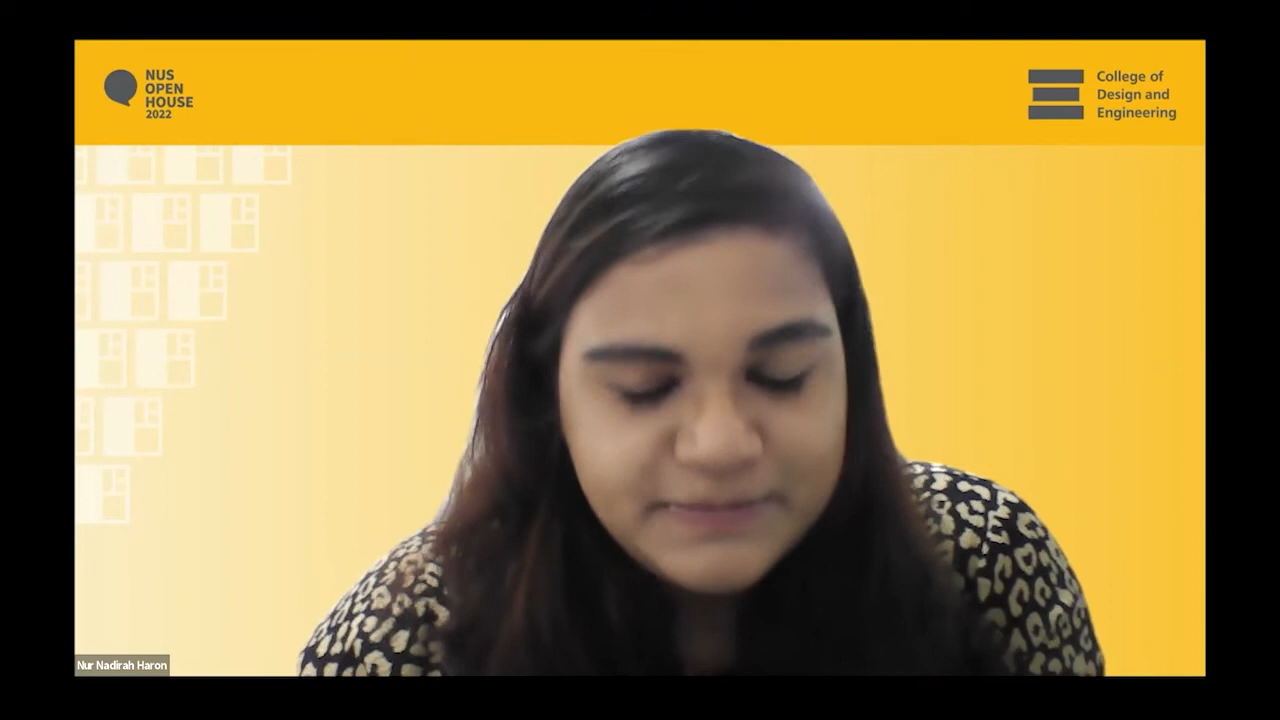 NUS
OPEN
HOUSE
2022
College of
Design and
Engineering
Nur Nadirah Haron